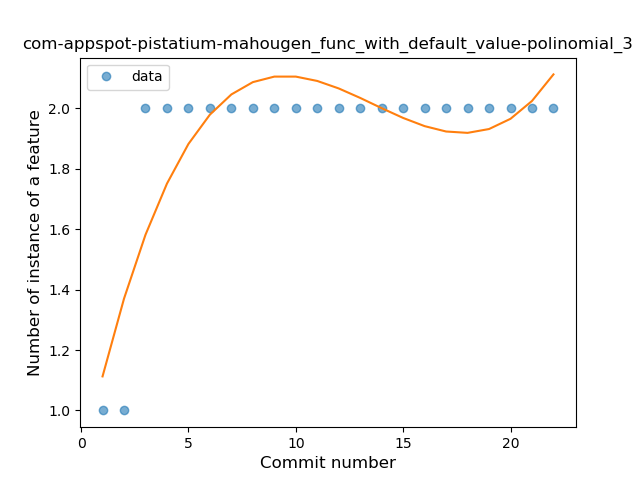 com-appspot-pistatium-mahougen_func_with_default_value-polinomial_3
data
2.0
1.8
1.6
1.4
1.2
1.0
Number of instance of a feature
0 5 10 15 20
Commit number